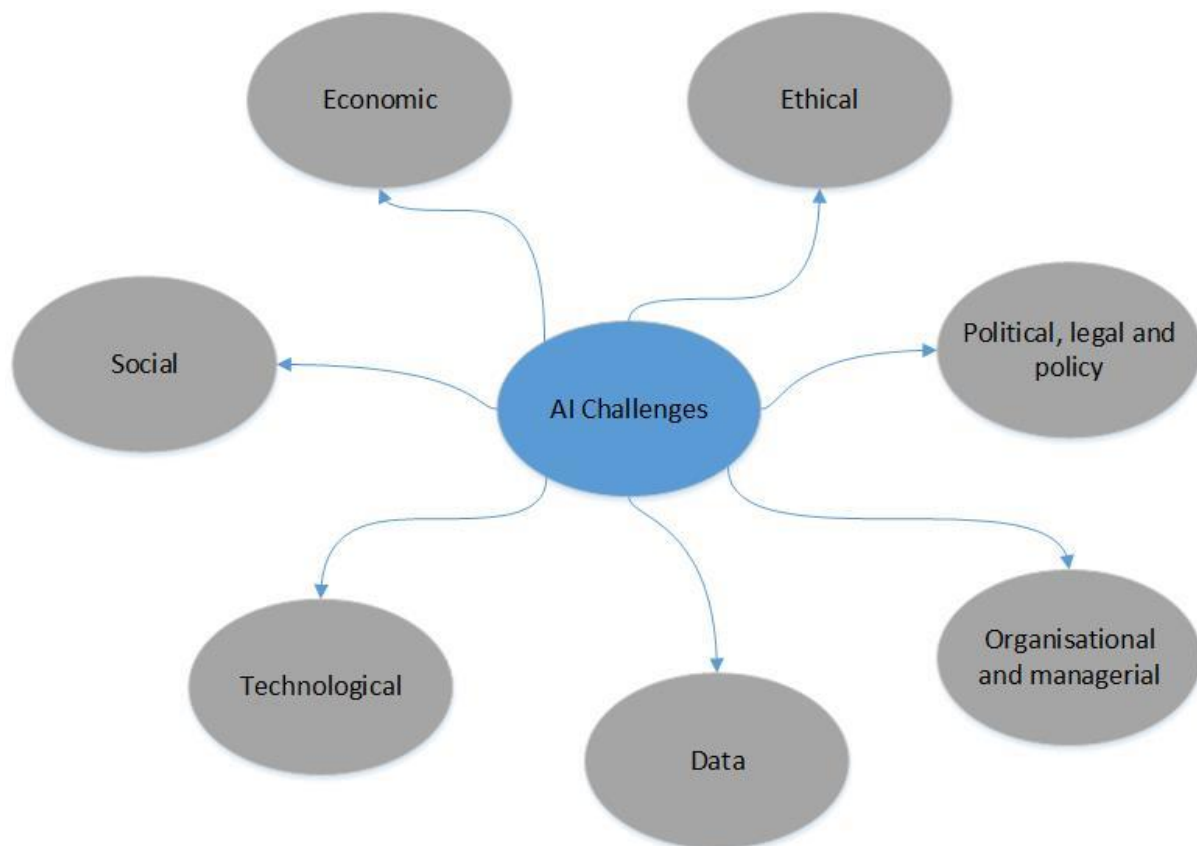 Economic
Ethical
Social
AI Challenges
Political, legal and
policy
Technological
Data
Organisational
and managerial